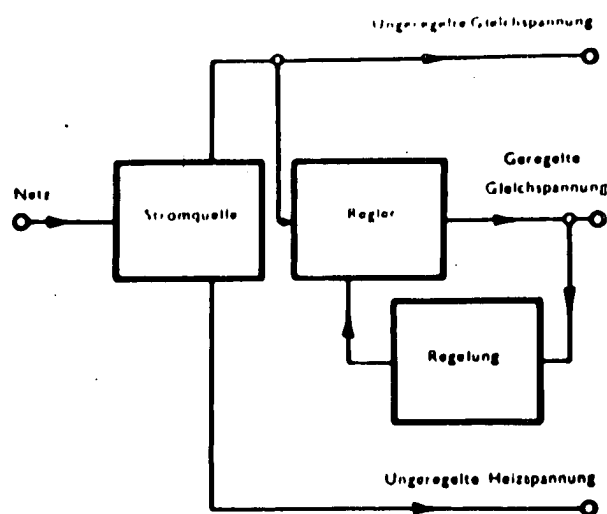 Ungeregelte Gleichspannung
Netz
Stromquelle
Regler
Geregelte
Gleichspannung
Regelung
Ungeregelte Heizspannung